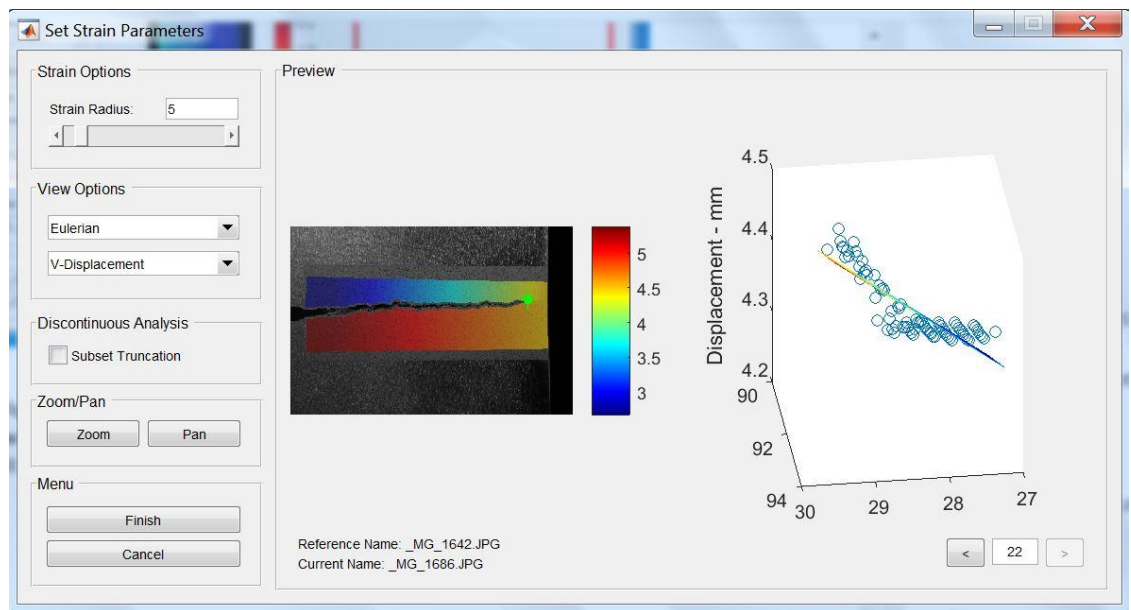 Set Strain Parameters
Strain Options
Strain Radius: 5
View Options
Eulerian
V-Displacement
Discontinuous Analysis
Subset Truncation
Zoom/Pan
Zoom Pan
Menu
Finish
Cancel
Preview
5
4.5
4
3.5
3
Displacement - mm
4.5
4.4
4.3
4.2
90
92
94
30 29 28 27
Reference Name: _MG_1642.JPG
Current Name: _MG_1686.JPG
< 22 >